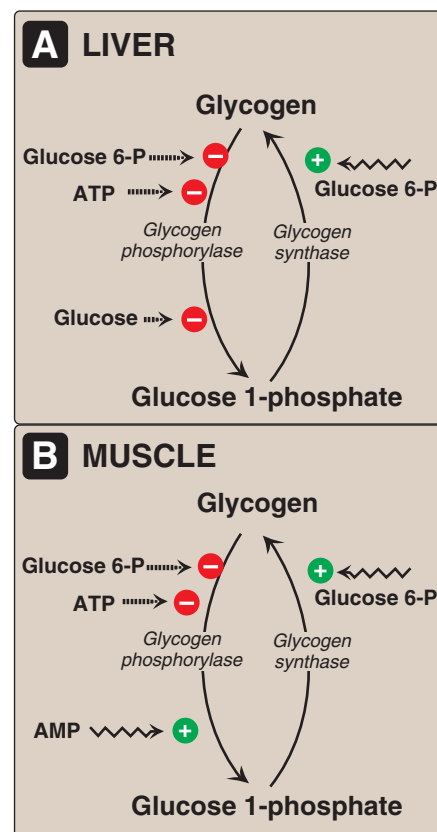 A LIVER
Glycogen
Glucose 6-P
ATP
Glucose 6-P
Glycogen
phosphorylase
Glycogen
synthase
Glucose
Glucose 1-phosphate
B MUSCLE
Glycogen
Glucose 6-P
ATP
Glucose 6-P
Glycogen
phosphorylase
Glycogen
synthase
AMP
Glucose 1-phosphate